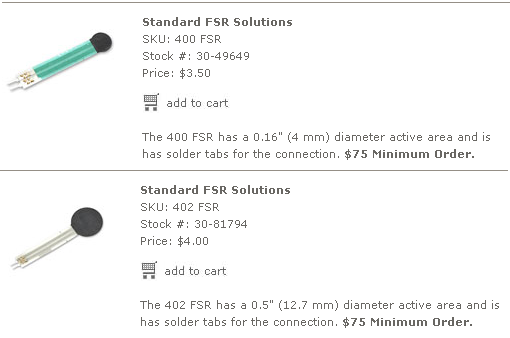 Standard FSR Solutions
SKU: 400 FSR
Stock #: 30-49649
Price: $3.50
add to cart
The 400 FSR has a 0.16" (4 mm) diameter active area and is
has solder tabs for the connection. $75 Minimum Order.
Standard FSR Solutions
SKU: 402 FSR
Stock #: 30-81794
Price: $4.00
add to cart
The 402 FSR has a 0.5" (12.7 mm) diameter active area and is
has solder tabs for the connection. $75 Minimum Order.